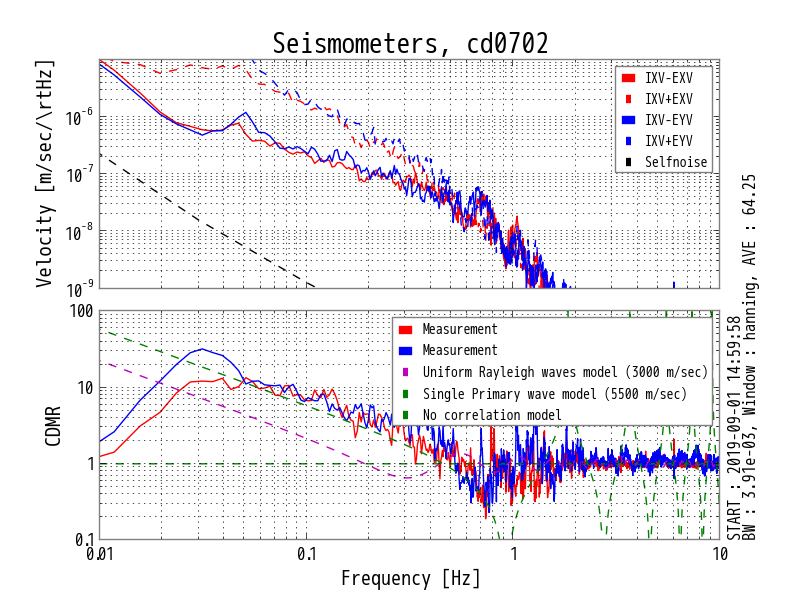 Seismometers, cd0702
Velocity [m/sec/\rtHz]
10^-6
10^-7
10^-8
10^-9
IXV-EXV
IXV+EXV
IXV-EYV
IXV+EYV
Selfnoise
CDMR
100
10
1
0.1
Measurement
Measurement
Uniform Rayleigh waves model (3000 m/sec)
Single Primary wave model (5500 m/sec)
No correlation model
0.01
0.1
1
10
Frequency [Hz]
START : 2019-09-01 14:59:58
BW : 3.91e-03, Window : hanning, AVE : 64.25